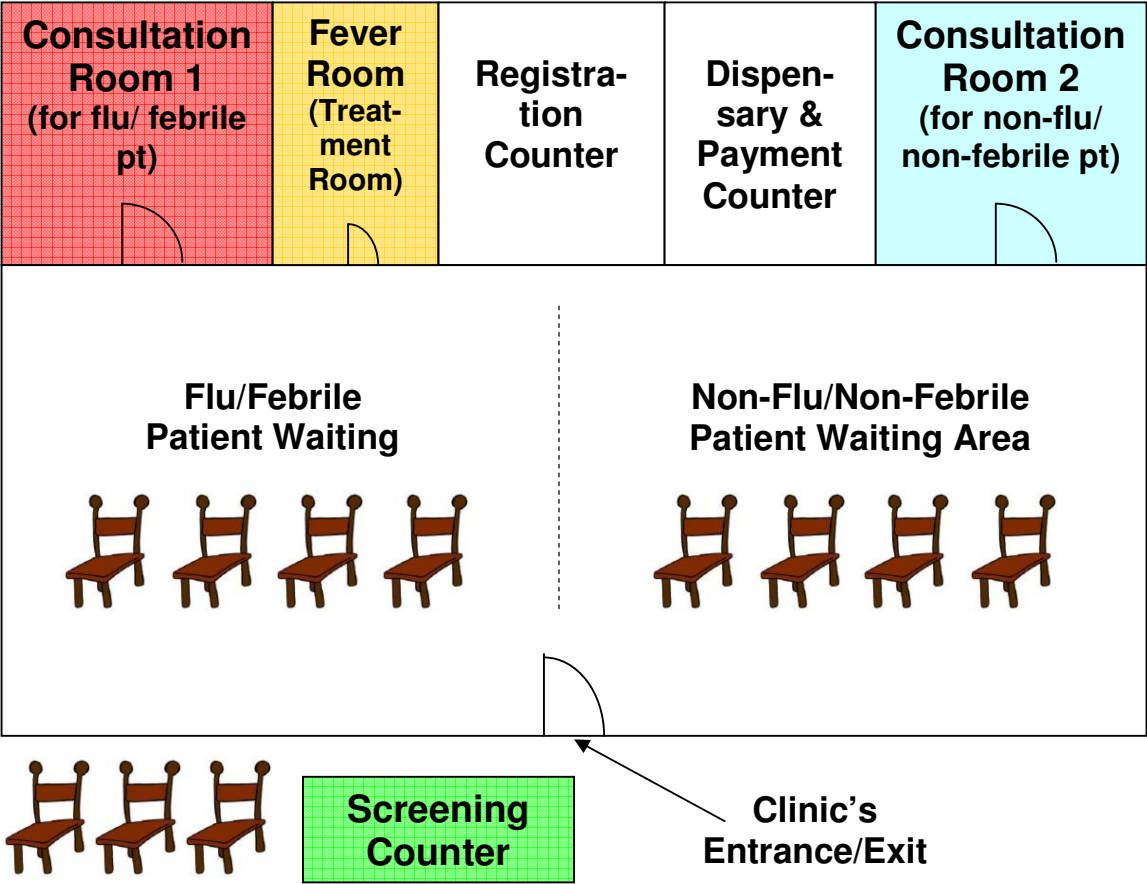 Consultation
Room 1
(for flu/ febrile
pt)
Fever
Room
(Treat-
ment
Room)
Registra-
tion
Counter
Dispen-
sary &
Payment
Counter
Consultation
Room 2
(for non-flu/
non-febrile pt)
Flu/Febrile
Patient Waiting
Non-Flu/Non-Febrile
Patient Waiting Area
Screening
Counter
Clinic’s
Entrance/Exit